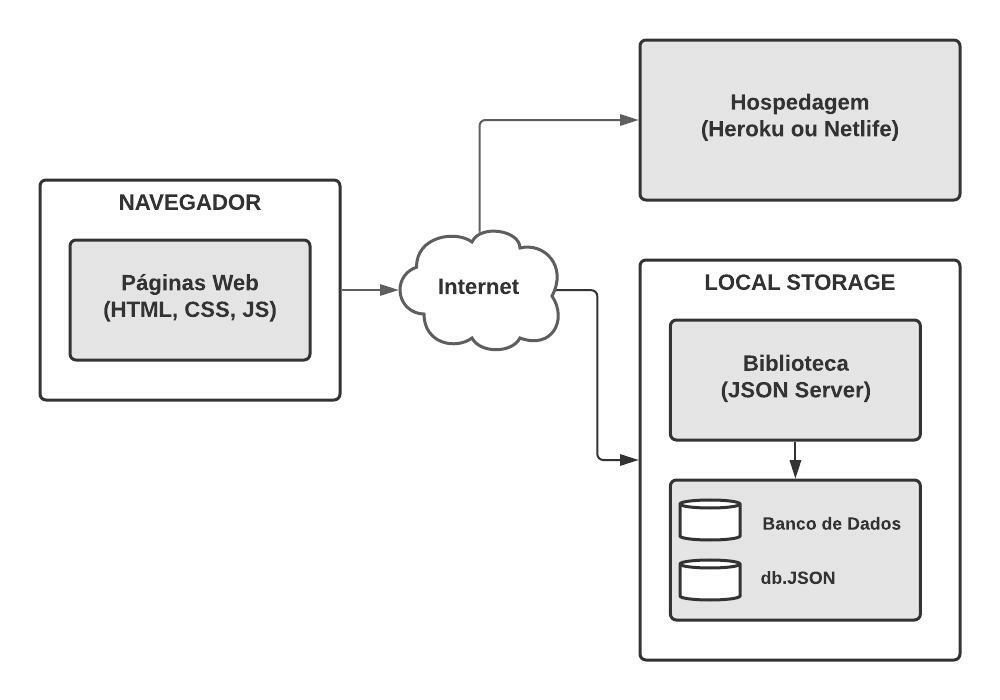 NAVEGADOR
Páginas Web
(HTML, CSS, JS)
Internet
Hospedagem
(Heroku ou Netlife)
LOCAL STORAGE
Biblioteca
(JSON Server)
Banco de Dados
db.JSON